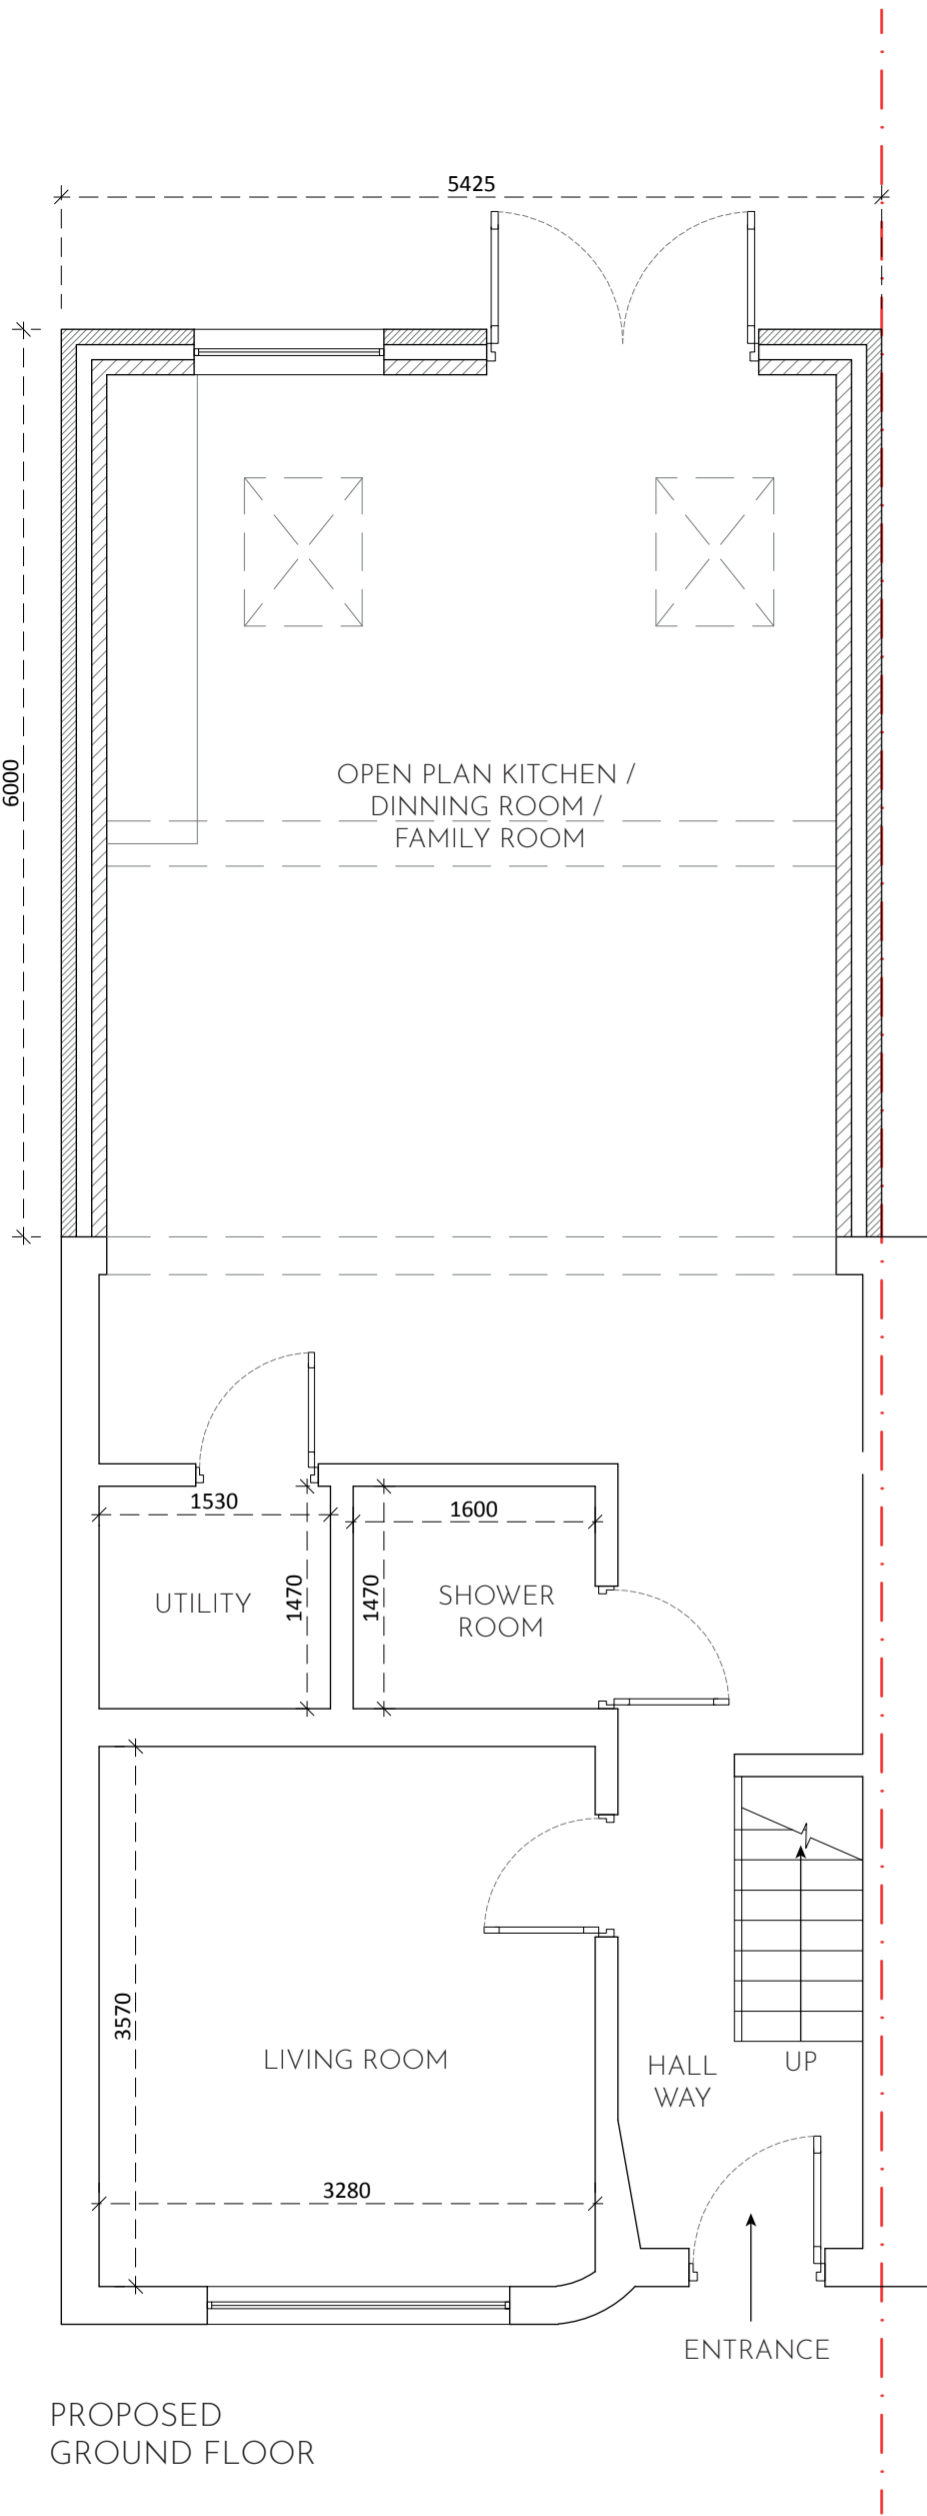 5425
6000
OPEN PLAN KITCHEN /
DINNING ROOM /
FAMILY ROOM
1530
1600
1470
1470
UTILITY
SHOWER
ROOM
3570
LIVING ROOM
HALL
WAY
UP
3280
ENTRANCE
PROPOSED
GROUND FLOOR